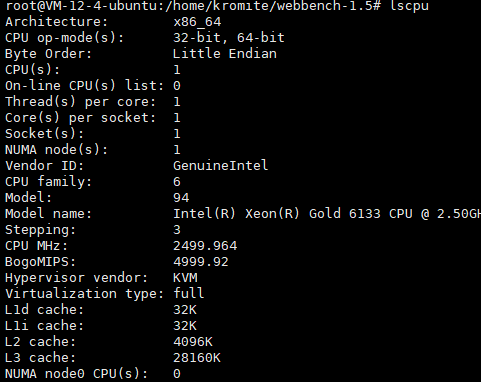 root@VM-12-4-ubuntu:/home/kromite/webbench-1.5# lscpu
Architecture: x86_64
CPU op-mode(s): 32-bit, 64-bit
Byte Order: Little Endian
CPU(s): 1
On-line CPU(s) list: 0
Thread(s) per core: 1
Core(s) per socket: 1
Socket(s): 1
NUMA node(s): 1
Vendor ID: GenuineIntel
CPU family: 6
Model: 94
Model name: Intel(R) Xeon(R) Gold 6133 CPU @ 2.50GH
Stepping: 3
CPU MHz: 2499.964
BogoMIPS: 4999.92
Hypervisor vendor: KVM
Virtualization type: full
L1d cache: 32K
L1i cache: 32K
L2 cache: 4096K
L3 cache: 28160K
NUMA node0 CPU(s): 0